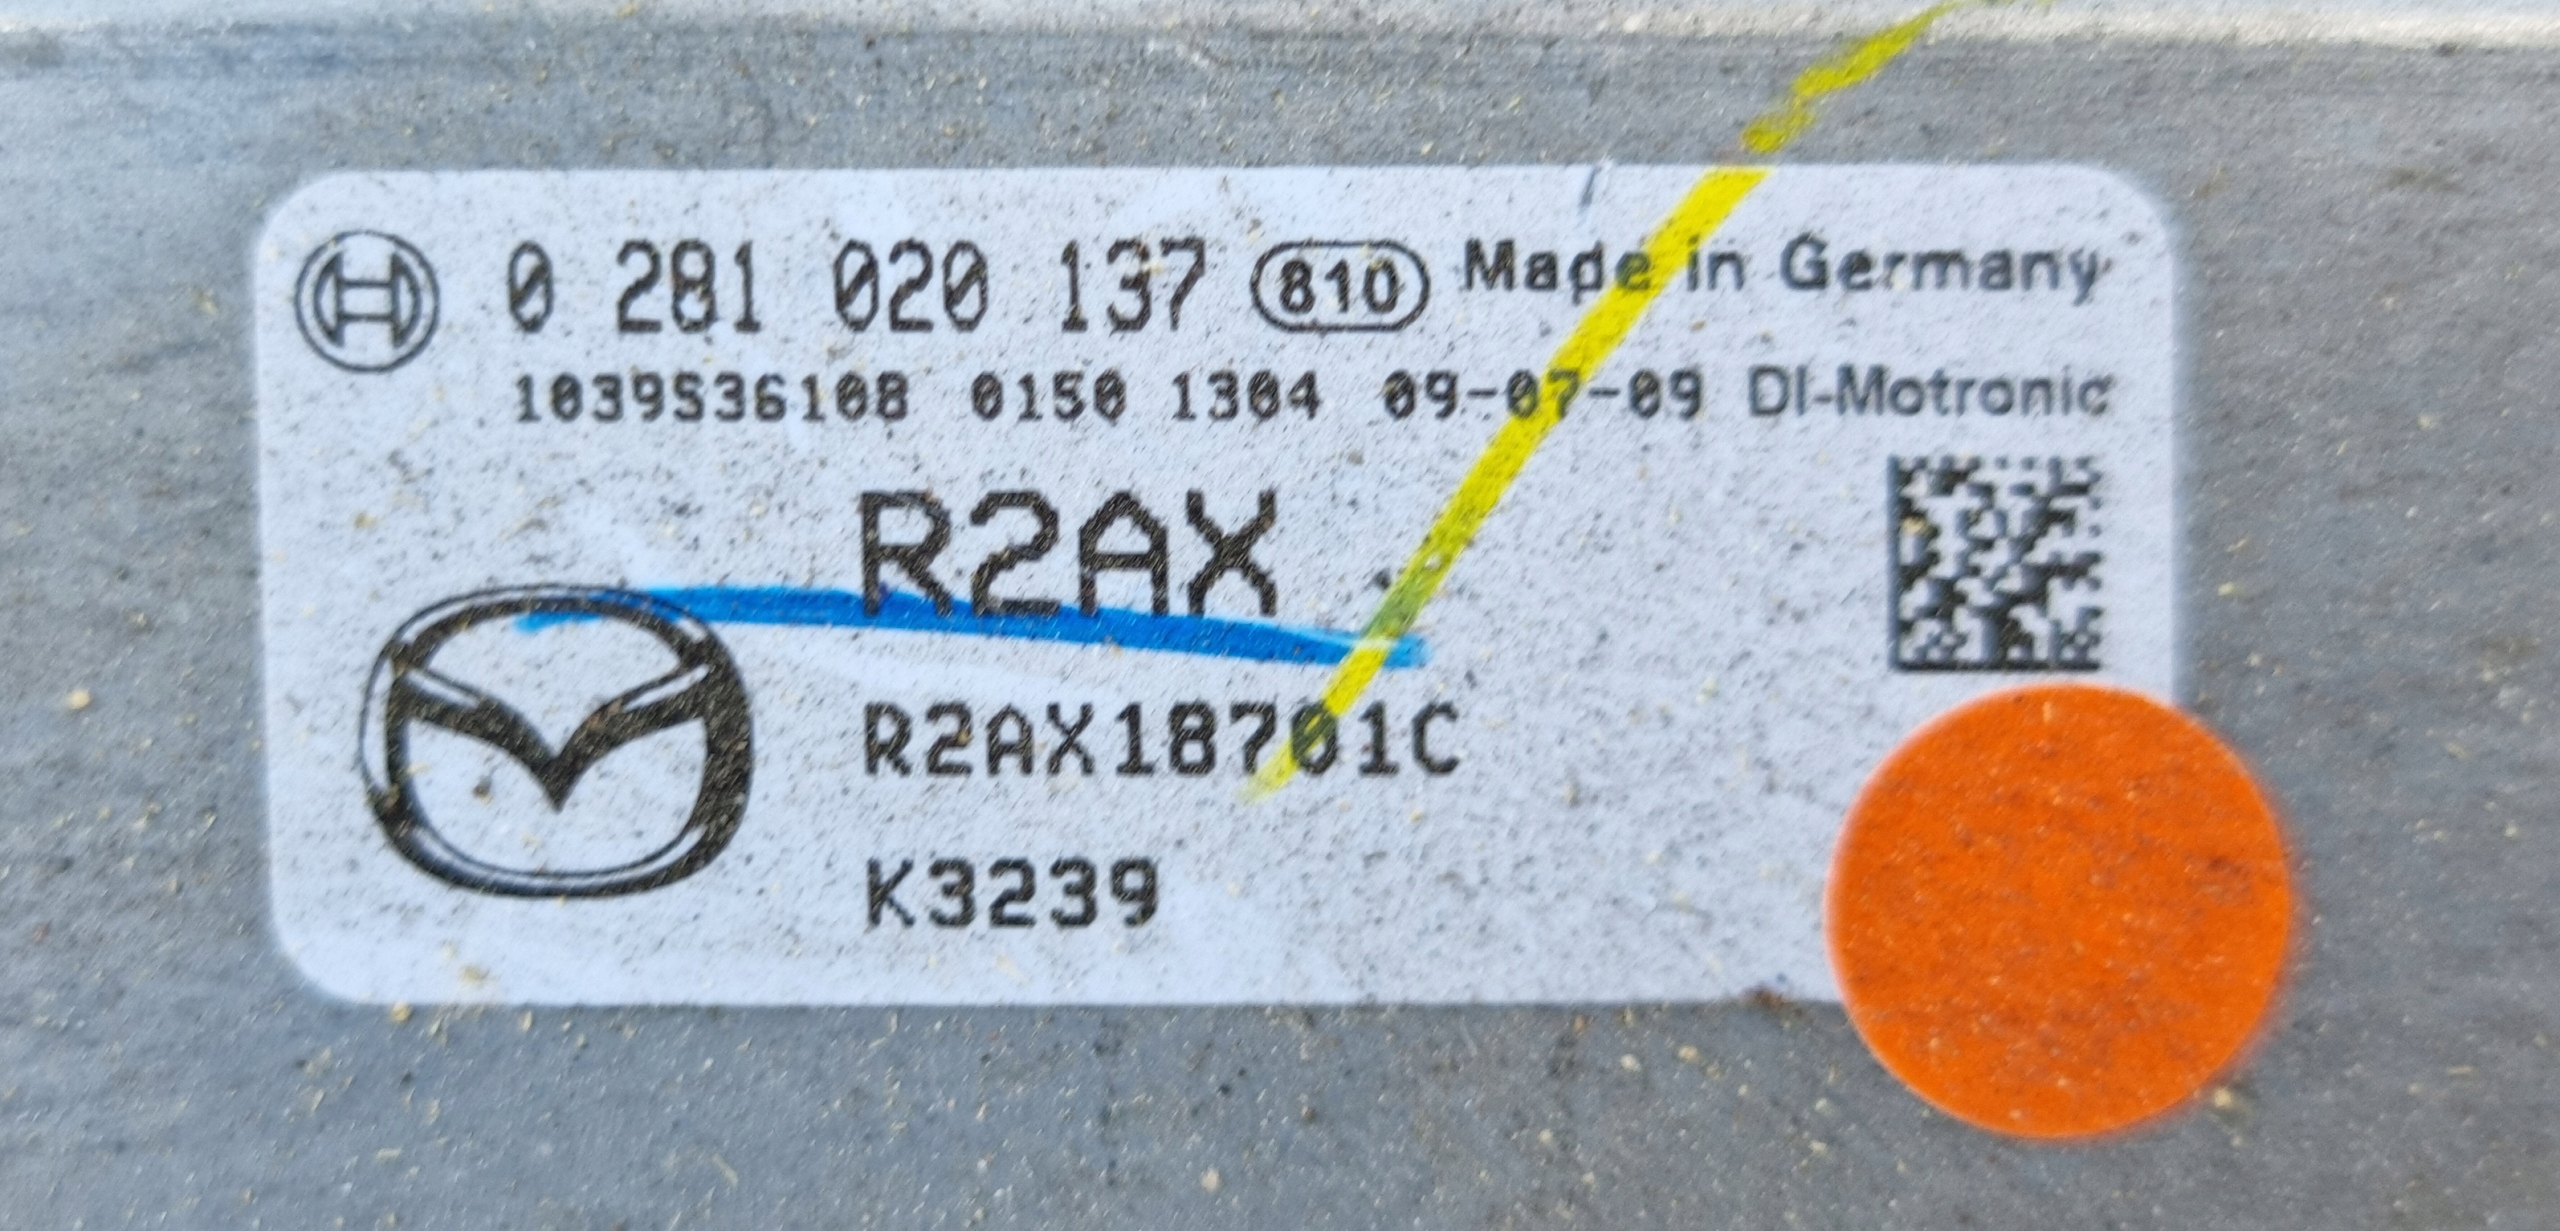 0 281 020 137 810 Made in Germany
1039S36108 0150 1304 09-07-09 DI-Motronic
R2AX
R2AX18701C
K3239